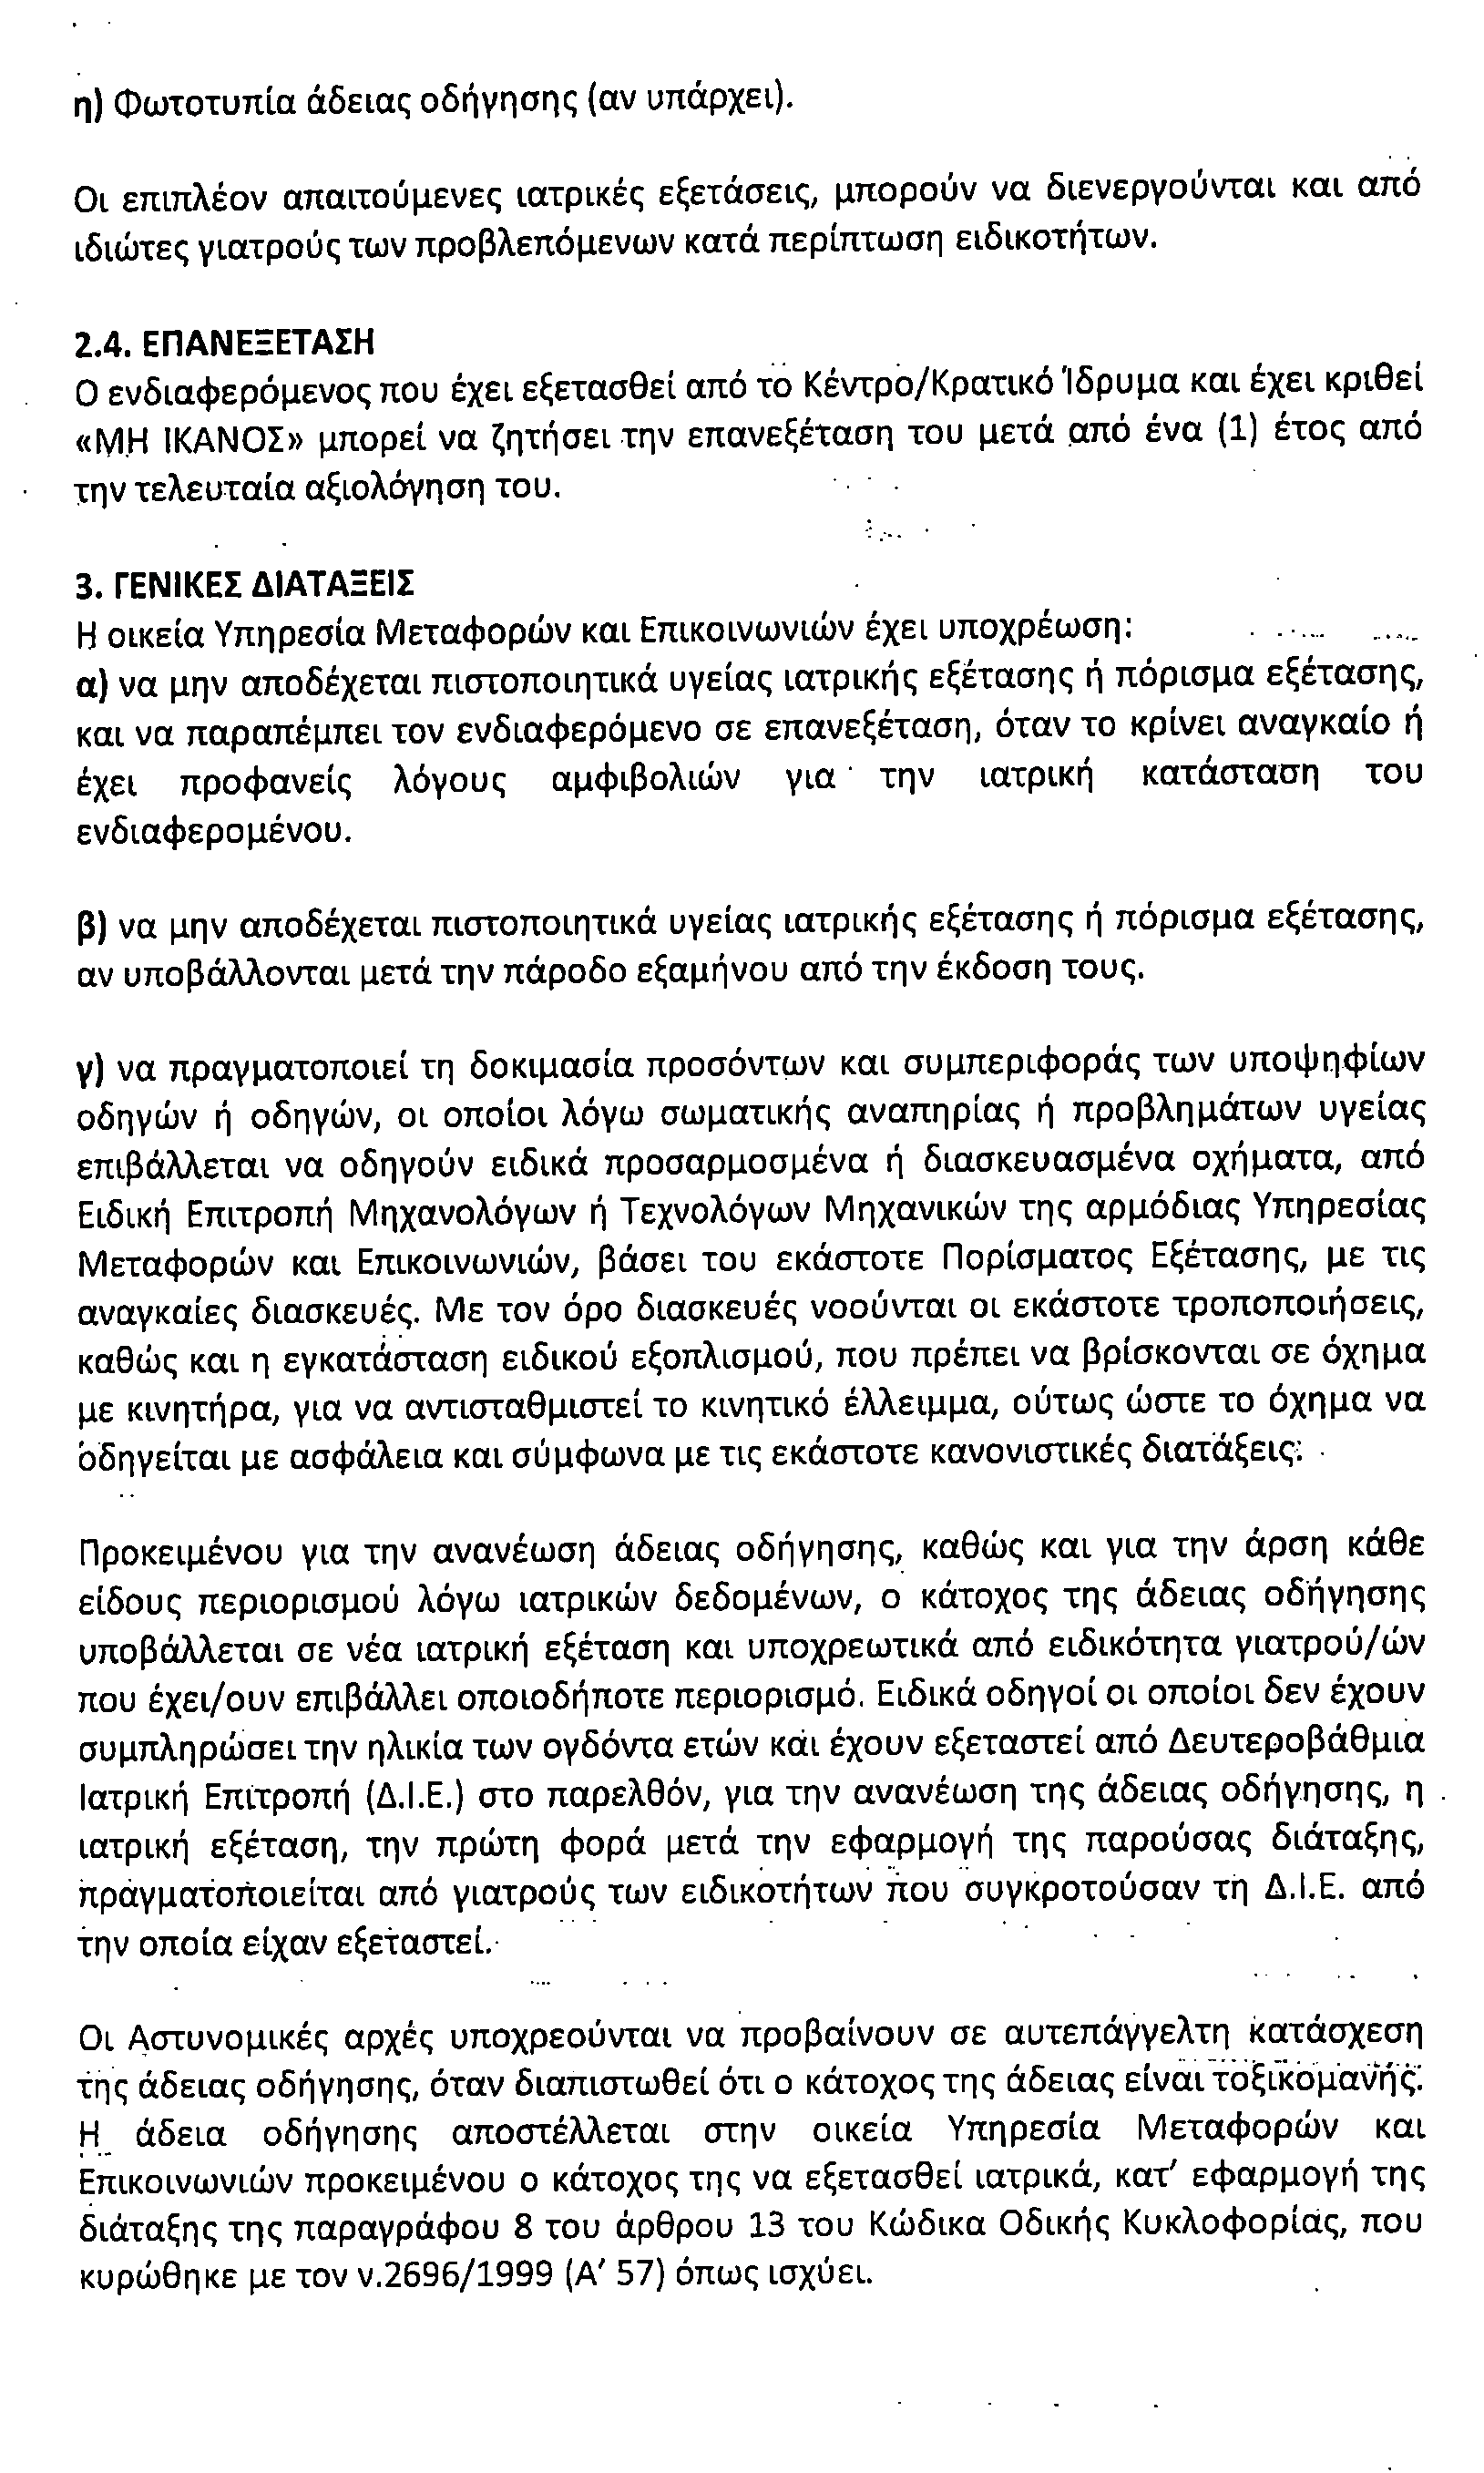 η) Φωτοτυπία άδειας οδήγησης (αν υπάρχει).
Οι επιπλέον απαιτούμενες ιατρικές εξετάσεις, μπορούν να διενεργούνται και από
ιδιώτες γιατρούς των προβλεπόμενων κατά περίπτωση ειδικοτήτων.
2.4. ΕΠΑΝΕΞΕΤΑΣΗ
Ο ενδιαφερόμενος που έχει εξετασθεί από το Κέντρο/Κρατικό Ίδρυμα και έχει κριθεί
«ΜΗ ΙΚΑΝΟΣ» μπορεί να ζητήσει την επανεξέταση του μετά από ένα (1) έτος από
την τελευταία αξιολόγηση του.
3. ΓΕΝΙΚΕΣ ΔΙΑΤΑΞΕΙΣ
Η οικεία Υπηρεσία Μεταφορών και Επικοινωνιών έχει υποχρέωση:
α) να μην αποδέχεται πιστοποιητικά υγείας ιατρικής εξέτασης ή πόρισμα εξέτασης,
και να παραπέμπει τον ενδιαφερόμενο σε επανεξέταση, όταν το κρίνει αναγκαίο ή
έχει προφανείς λόγους αμφιβολιών για την ιατρική κατάσταση του
ενδιαφερομένου.
β) να μην αποδέχεται πιστοποιητικά υγείας ιατρικής εξέτασης ή πόρισμα εξέτασης,
αν υποβάλλονται μετά την πάροδο εξαμήνου από την έκδοση τους.
γ) να πραγματοποιεί τη δοκιμασία προσόντων και συμπεριφοράς των υποψηφίων
οδηγών ή οδηγών, οι οποίοι λόγω σωματικής αναπηρίας ή προβλημάτων υγείας
επιβάλλεται να οδηγούν ειδικά προσαρμοσμένα ή διασκευασμένα οχήματα, από
Ειδική Επιτροπή Μηχανολόγων ή Τεχνολόγων Μηχανικών της αρμόδιας Υπηρεσίας
Μεταφορών και Επικοινωνιών, βάσει του εκάστοτε Πορίσματος Εξέτασης, με τις
αναγκαίες διασκευές. Με τον όρο διασκευές νοούνται οι εκάστοτε τροποποιήσεις,
καθώς και η εγκατάσταση ειδικού εξοπλισμού, που πρέπει να βρίσκονται σε όχημα
με κινητήρα, για να αντισταθμιστεί το κινητικό έλλειμμα, ούτως ώστε το όχημα να
οδηγείται με ασφάλεια και σύμφωνα με τις εκάστοτε κανονιστικές διατάξεις.
Προκειμένου για την ανανέωση άδειας οδήγησης, καθώς και για την άρση κάθε
είδους περιορισμού λόγω ιατρικών δεδομένων, ο κάτοχος της άδειας οδήγησης
υποβάλλεται σε νέα ιατρική εξέταση και υποχρεωτικά από ειδικότητα γιατρού/ών
που έχει/ουν επιβάλλει οποιοδήποτε περιορισμό. Ειδικά οδηγοί οι οποίοι δεν έχουν
συμπληρώσει την ηλικία των ογδόντα ετών και έχουν εξεταστεί από Δευτεροβάθμια
Ιατρική Επιτροπή (Δ.Ι.Ε.) στο παρελθόν, για την ανανέωση της άδειας οδήγησης, η
ιατρική εξέταση, την πρώτη φορά μετά την εφαρμογή της παρούσας διάταξης,
πραγματοποιείται από γιατρούς των ειδικοτήτων που συγκροτούσαν τη Δ.Ι.Ε. από
την οποία είχαν εξεταστεί.
Οι Αστυνομικές αρχές υποχρεούνται να προβαίνουν σε αυτεπάγγελτη κατάσχεση
της άδειας οδήγησης, όταν διαπιστωθεί ότι ο κάτοχος της άδειας είναι τοξικομανής.
Η άδεια οδήγησης αποστέλλεται στην οικεία Υπηρεσία Μεταφορών και
Επικοινωνιών προκειμένου ο κάτοχος της να εξετασθεί ιατρικά, κατ' εφαρμογή της
διάταξης της παραγράφου 8 του άρθρου 13 του Κώδικα Οδικής Κυκλοφορίας, που
κυρώθηκε με τον ν.2696/1999 (Α' 57) όπως ισχύει.